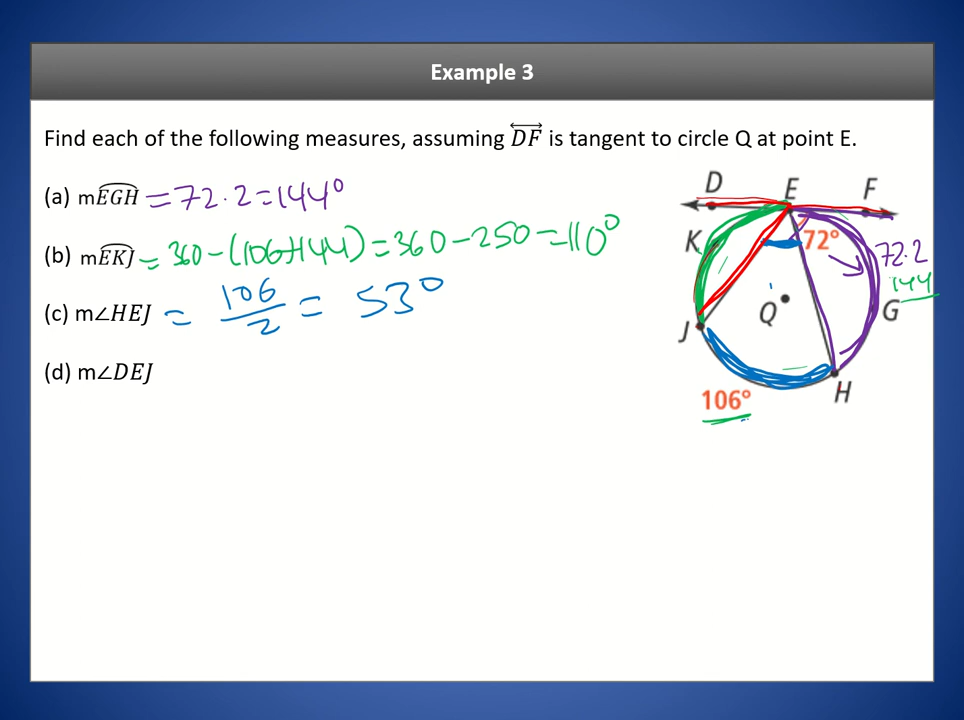 Example 3
Find each of the following measures, assuming DF is tangent to circle Q at point E.
(a) mEGH = 72·2 = 144°
(b) mEKJ = 360 - (106+144) = 360 - 250 = 110°
(c) m∠HEJ = 106/2 = 53°
(d) m∠DEJ
D E F
K 72° 72·2
144
Q G
J
106° H